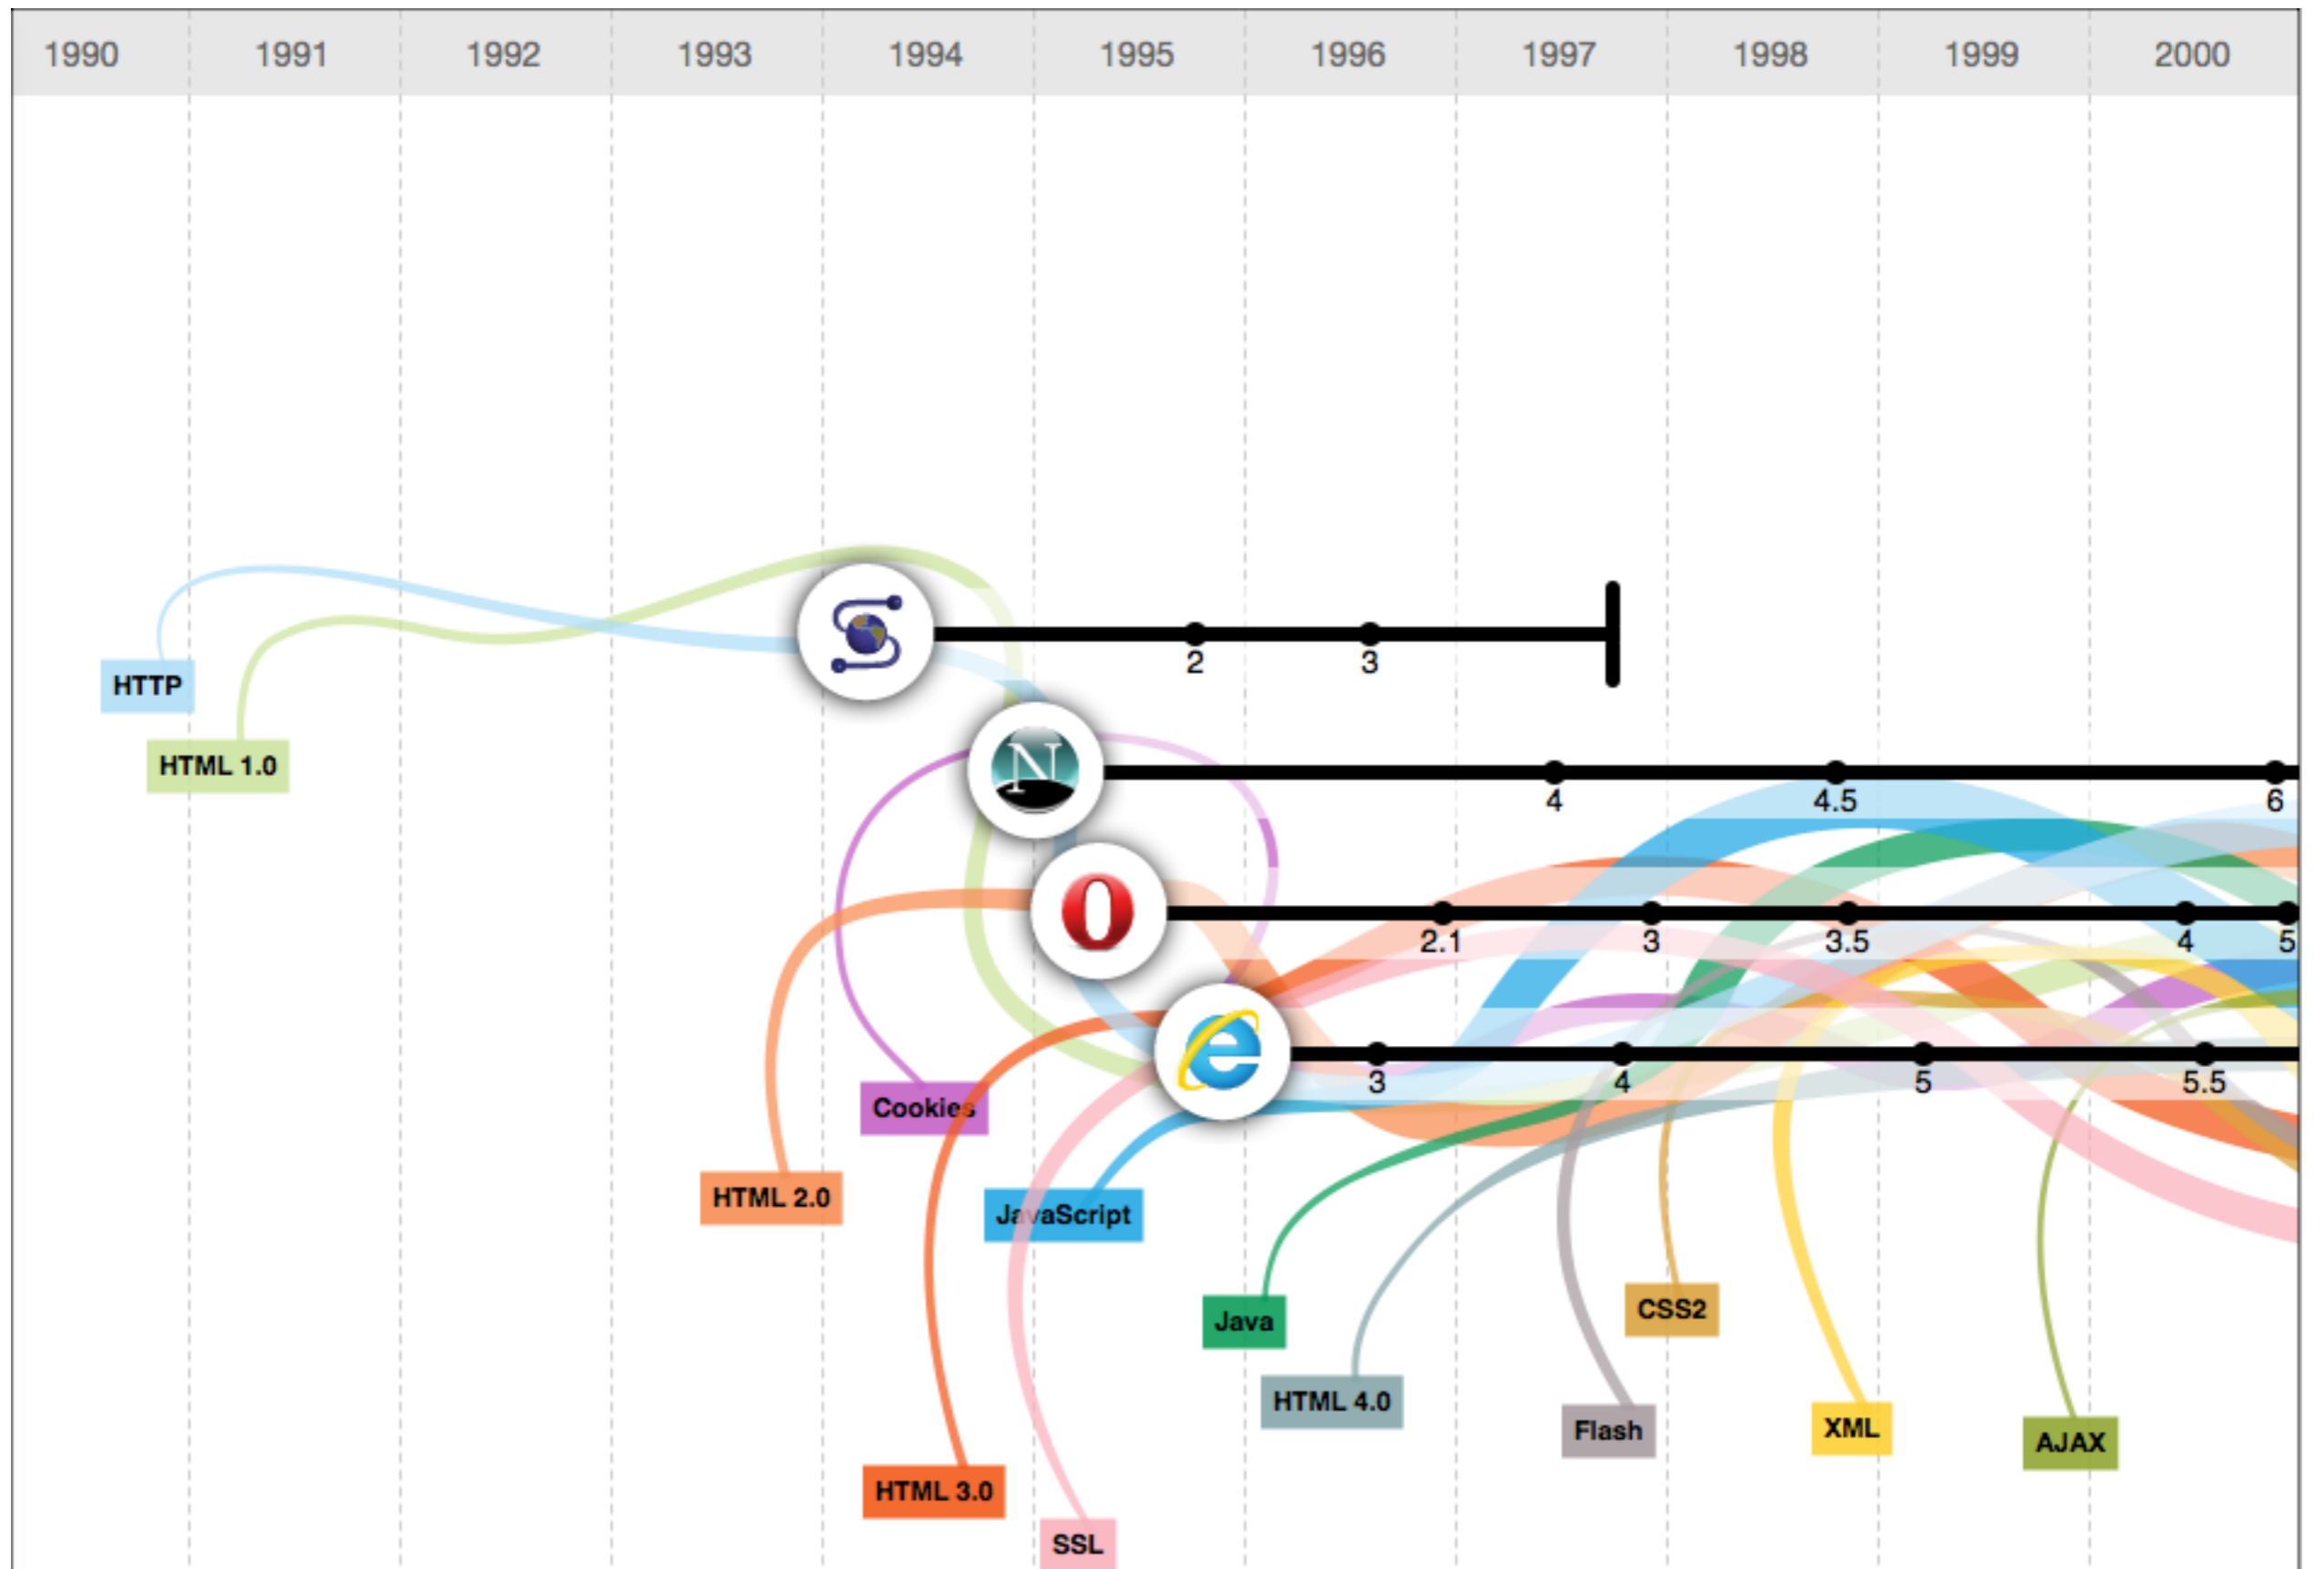 1990 1991 1992 1993 1994 1995 1996 1997 1998 1999 2000
2 3
HTTP
HTML 1.0
N
4 4.5 6
O
2.1 3 3.5 4 5
e
3 4 5 5.5
Cookies
HTML 2.0
JavaScript
Java
CSS2
HTML 4.0
Flash
XML
AJAX
HTML 3.0
SSL